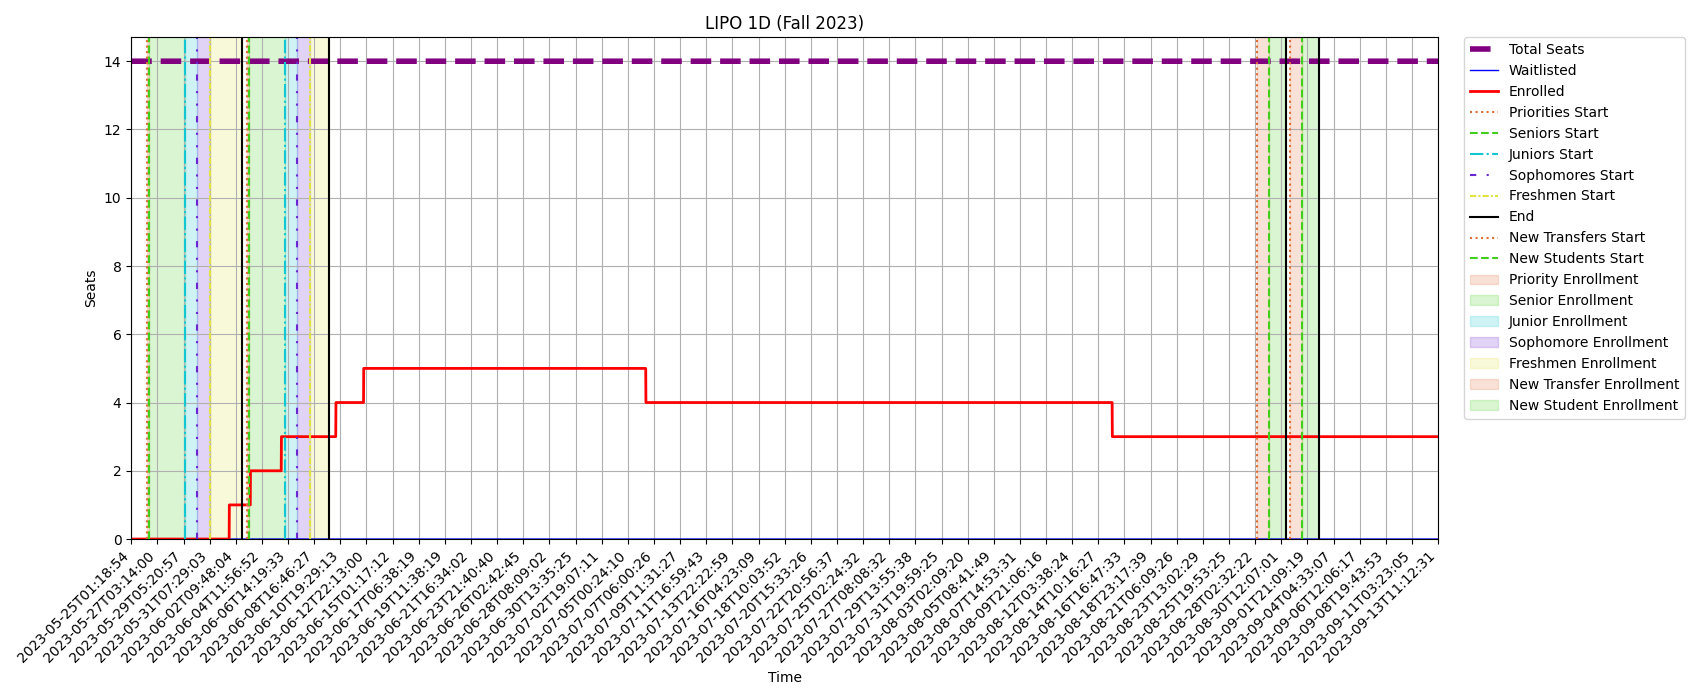 LIPO 1D (Fall 2023)
Seats
14
12
10
8
6
4
2
0
2023-05-25T01:18:54
2023-05-27T03:14:00
2023-05-29T05:20:57
2023-05-31T07:29:03
2023-06-02T09:48:04
2023-06-04T11:56:52
2023-06-06T14:19:33
2023-06-08T16:46:27
2023-06-10T19:29:13
2023-06-12T22:13:00
2023-06-15T01:17:12
2023-06-17T06:38:19
2023-06-19T11:38:19
2023-06-21T16:34:02
2023-06-23T21:40:40
2023-06-26T02:42:45
2023-06-28T08:09:02
2023-06-30T13:35:25
2023-07-02T19:07:11
2023-07-05T00:24:10
2023-07-07T06:00:26
2023-07-09T11:31:27
2023-07-11T16:59:43
2023-07-13T22:22:59
2023-07-16T04:23:09
2023-07-18T10:03:52
2023-07-20T15:33:26
2023-07-22T20:56:37
2023-07-25T02:24:32
2023-07-27T08:08:32
2023-07-29T13:55:38
2023-07-31T19:59:25
2023-08-03T02:09:20
2023-08-05T08:41:49
2023-08-07T14:53:31
2023-08-09T21:06:16
2023-08-12T03:38:24
2023-08-14T10:16:27
2023-08-16T16:47:33
2023-08-18T23:17:39
2023-08-21T06:09:26
2023-08-23T13:02:29
2023-08-25T19:53:25
2023-08-28T02:32:22
2023-08-30T12:07:01
2023-09-01T21:09:19
2023-09-04T04:33:07
2023-09-06T12:06:17
2023-09-08T19:43:53
2023-09-11T03:23:05
2023-09-13T11:12:31
Time
Total Seats
Waitlisted
Enrolled
Priorities Start
Seniors Start
Juniors Start
Sophomores Start
Freshmen Start
End
New Transfers Start
New Students Start
Priority Enrollment
Senior Enrollment
Junior Enrollment
Sophomore Enrollment
Freshmen Enrollment
New Transfer Enrollment
New Student Enrollment